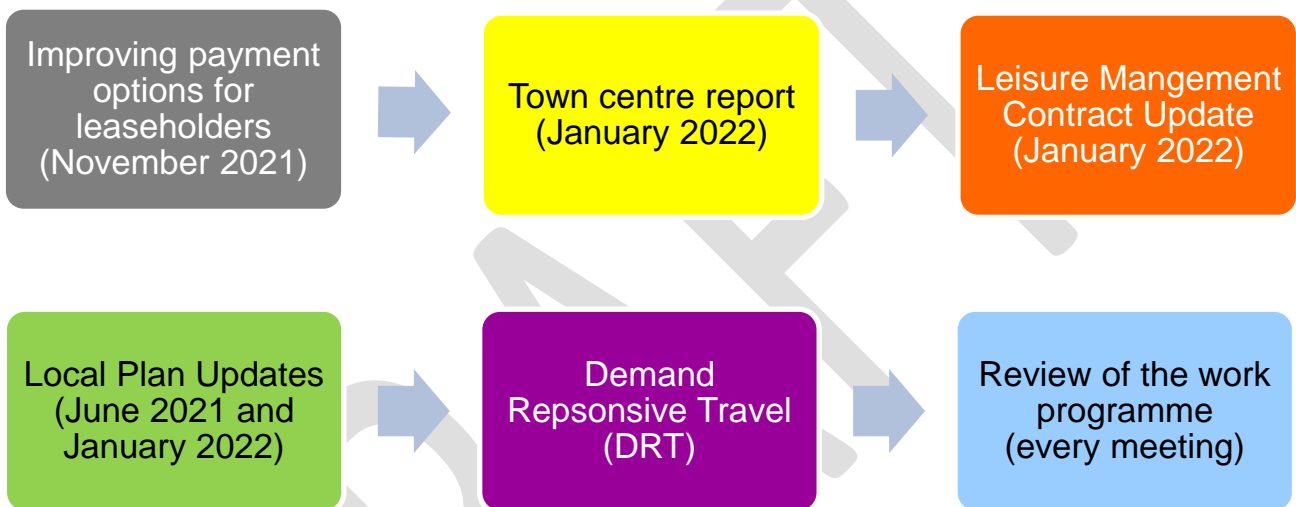 Improving payment
options for
leaseholders
(November 2021)
Town centre report
(January 2022)
Leisure Mangement
Contract Update
(January 2022)
Local Plan Updates
(June 2021 and
January 2022)
Demand
Repsonsive Travel
(DRT)
Review of the work
programme
(every meeting)